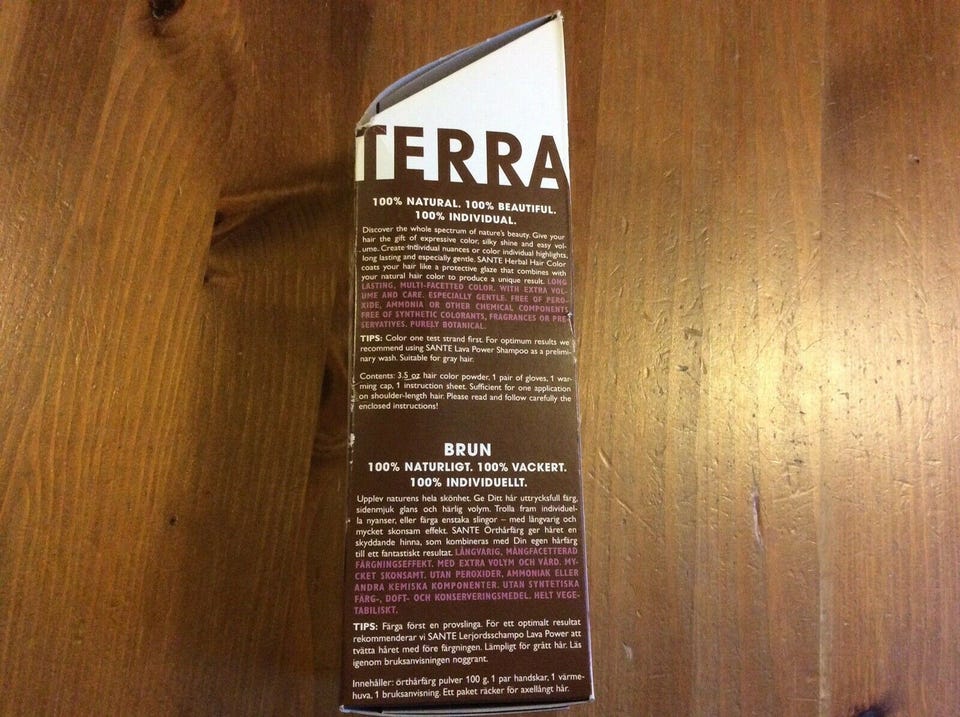 TERRA
100% NATURAL. 100% BEAUTIFUL.
100% INDIVIDUAL.
Discover the whole spectrum of nature's beauty. Give your
hair the gift of expressive color, silky shine and easy vol-
ume. Create individual nuances or color individual highlights,
long lasting and especially gentle. SANTE Herbal Hair Color
coats your hair like a protective glaze that combines with
your natural hair color to produce a unique result. LONG
LASTING, MULTI-FACETTED COLOR. WITH EXTRA VOL-
UME AND CARE. ESPECIALLY GENTLE. FREE OF PERO-
XIDE, AMMONIA OR OTHER CHEMICAL COMPONENTS
FREE OF SYNTHETIC COLORANTS, FRAGRANCES OR PRE-
SERVATIVES. PURELY BOTANICAL.
TIPS: Color one test strand first. For optimum results we
recommend using SANTE Lava Power Shampoo as a prelimi-
nary wash. Suitable for gray hair.
Contents: 3.5 oz hair color powder, 1 pair of gloves, 1 war-
ming cap, 1 instruction sheet. Sufficient for one application
on shoulder-length hair. Please read and follow carefully the
enclosed instructions!
BRUN
100% NATURLIGT. 100% VACKERT.
100% INDIVIDUELLT.
Upplev naturens hela skönhet. Ge Ditt hår uttrycksfull färg,
sidenmjuk glans och härlig volym. Trolla fram individuel-
la nyanser, eller färga enstaka slingor – med långvarig och
mycket skonsam effekt. SANTE Örthårfärg ger håret en
skyddande hinna, som kombineras med Din egen hårfärg
till ett fantastiskt resultat. LÅNGVARIG, MÅNGFACETTERAD
FÄRGNINGSEFFEKT. MED EXTRA VOLYM OCH VÅRD. MY-
CKET SKONSAMT. UTAN PEROXIDER, AMMONIAK ELLER
ANDRA KEMISKA KOMPONENTER. UTAN SYNTETISKA
FÄRG-, DOFT- OCH KONSERVERINGSMEDEL. HELT VEGE-
TABILISKT.
TIPS: Färga först en provslinga. För ett optimalt resultat
rekommenderar vi SANTE Lerjordsschampo Lava Power att
tvätta håret med före färgningen. Lämpligt för grått hår. Läs
igenom bruksanvisningen noggrant.
Innehåller: örthårfärg pulver 100 g, 1 par handskar, 1 värme-
huva, 1 bruksanvisning. Ett paket räcker för axellångt hår.